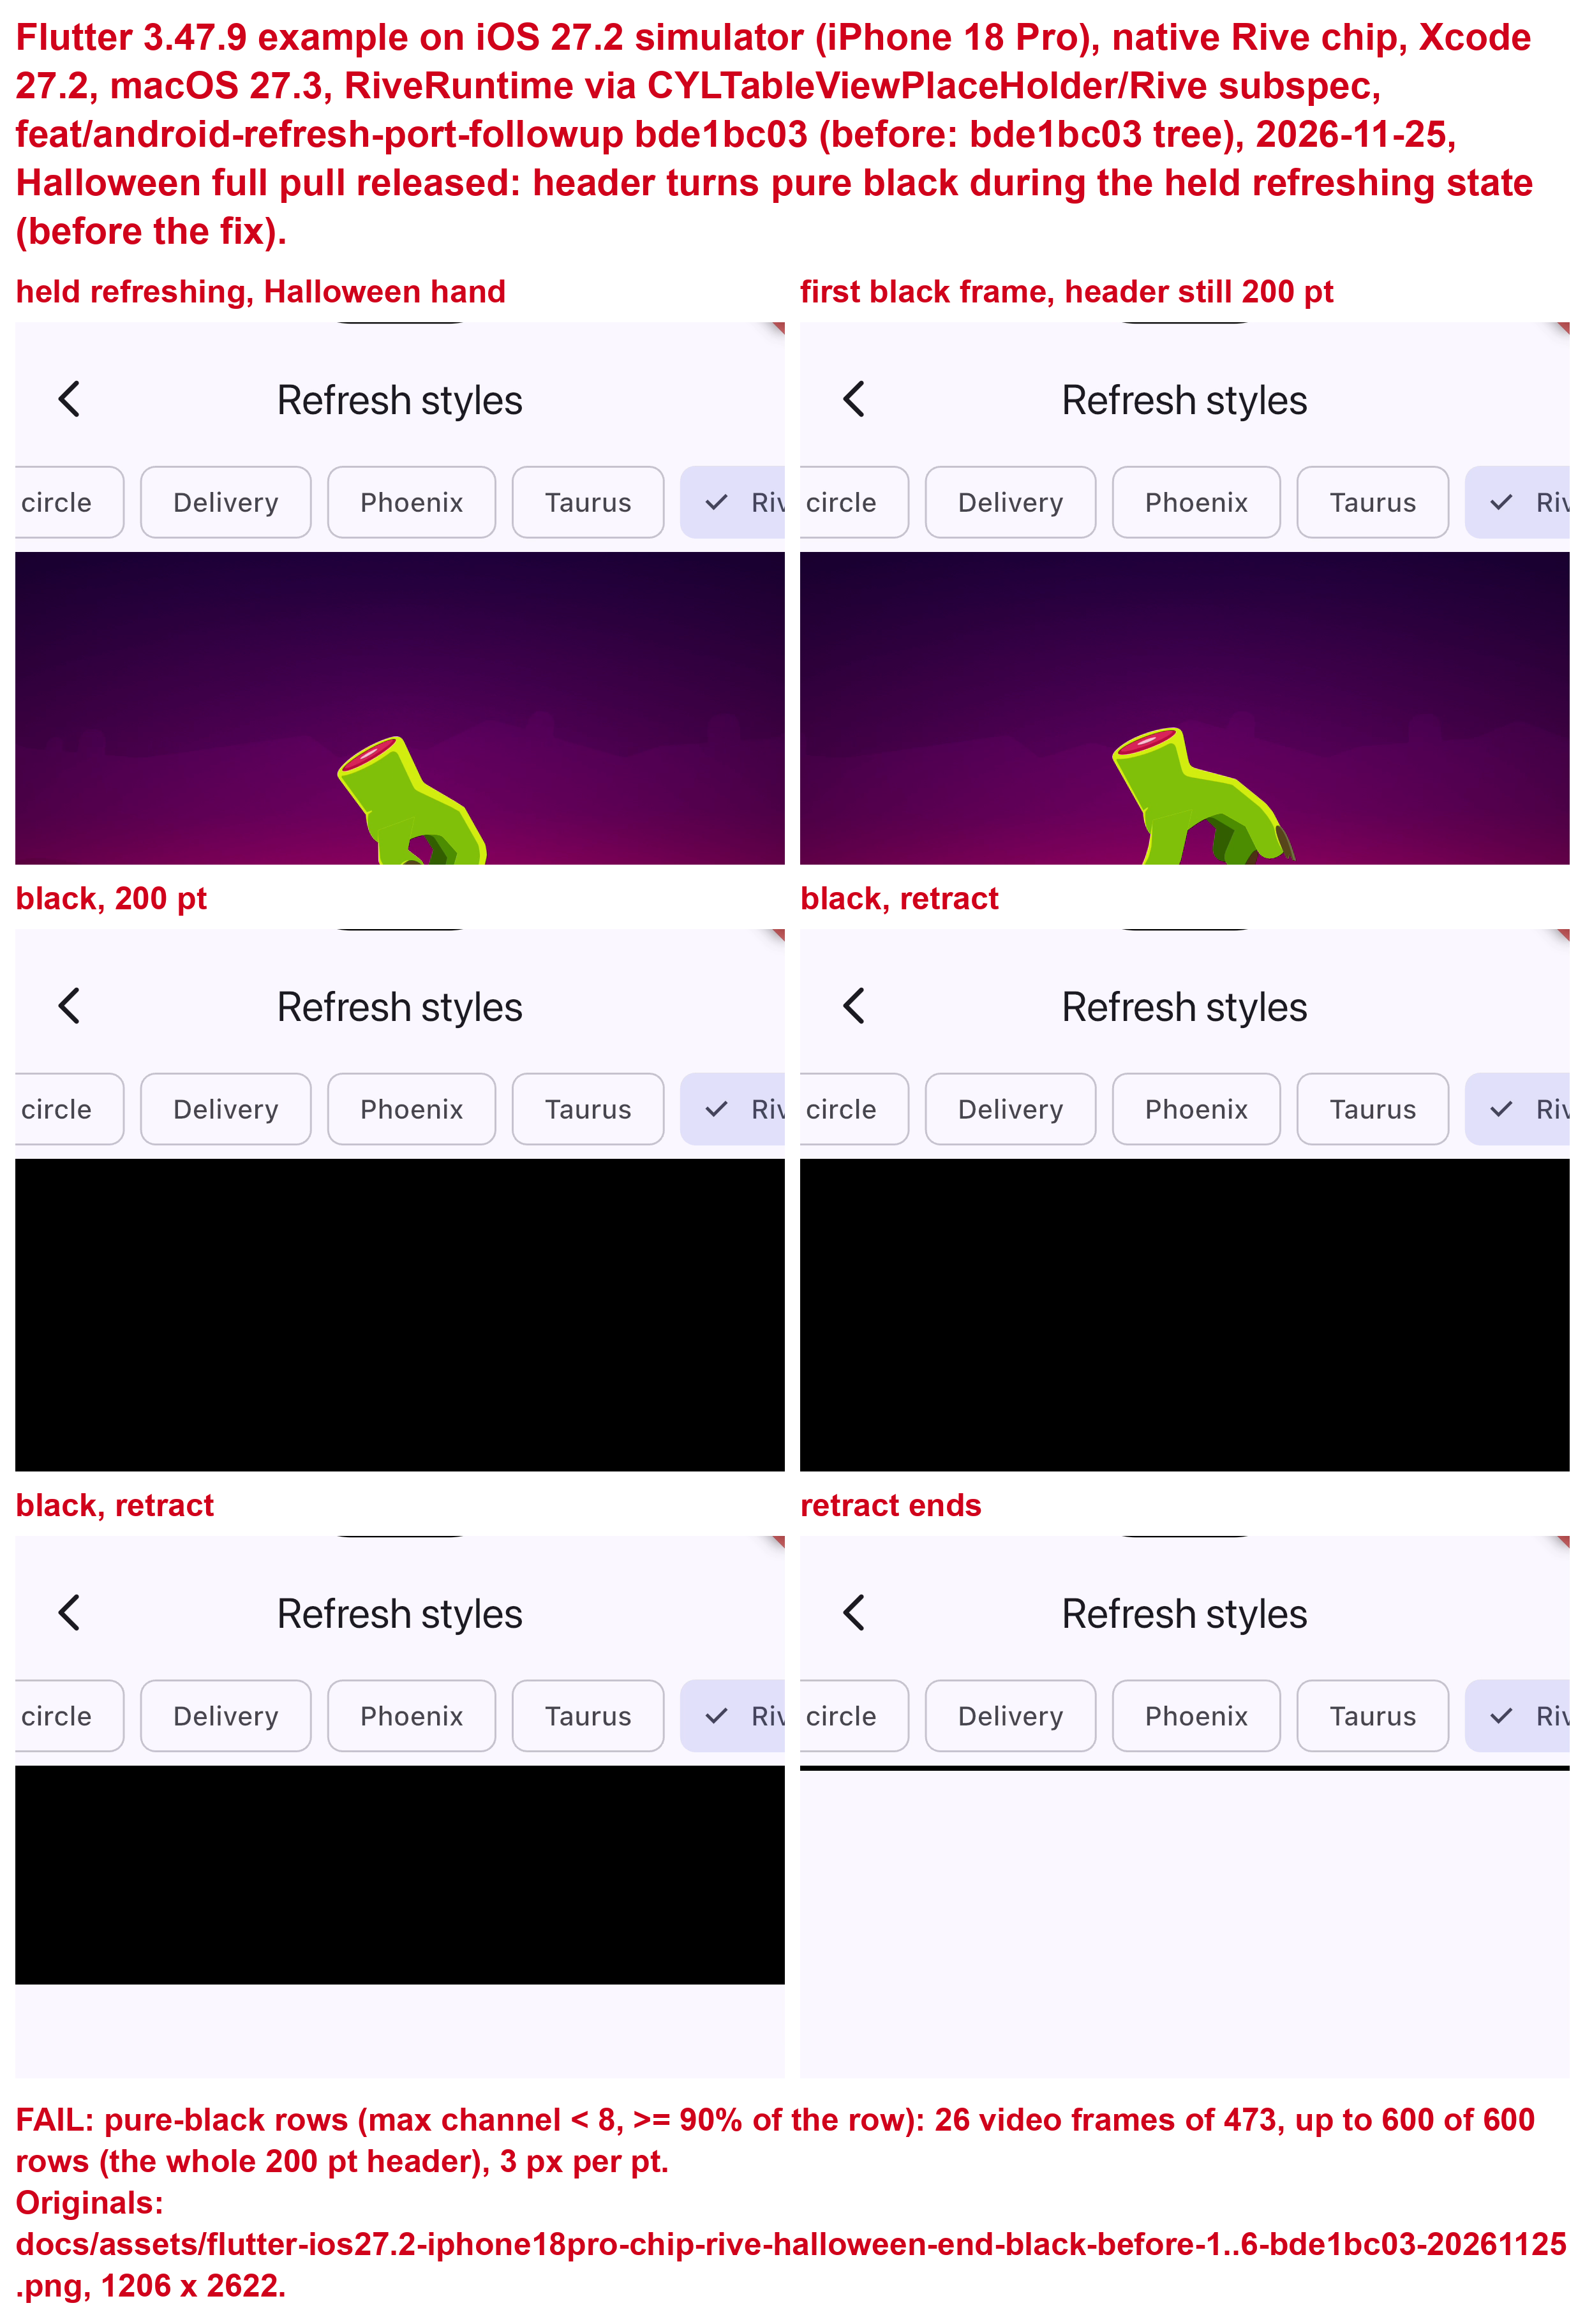 Flutter 3.47.9 example on iOS 27.2 simulator (iPhone 18 Pro), native Rive chip, Xcode
27.2, macOS 27.3, RiveRuntime via CYLTableViewPlaceHolder/Rive subspec,
feat/android-refresh-port-followup bde1bc03 (before: bde1bc03 tree), 2026-11-25,
Halloween full pull released: header turns pure black during the held refreshing state
(before the fix).
held refreshing, Halloween hand
Refresh styles
circle Delivery Phoenix Taurus Riv
first black frame, header still 200 pt
Refresh styles
circle Delivery Phoenix Taurus Riv
black, 200 pt
Refresh styles
circle Delivery Phoenix Taurus Riv
black, retract
Refresh styles
circle Delivery Phoenix Taurus Riv
black, retract
Refresh styles
circle Delivery Phoenix Taurus Riv
retract ends
Refresh styles
circle Delivery Phoenix Taurus Riv
FAIL: pure-black rows (max channel < 8, >= 90% of the row): 26 video frames of 473, up to 600 of 600
rows (the whole 200 pt header), 3 px per pt.
Originals:
docs/assets/flutter-ios27.2-iphone18pro-chip-rive-halloween-end-black-before-1..6-bde1bc03-20261125
.png, 1206 x 2622.